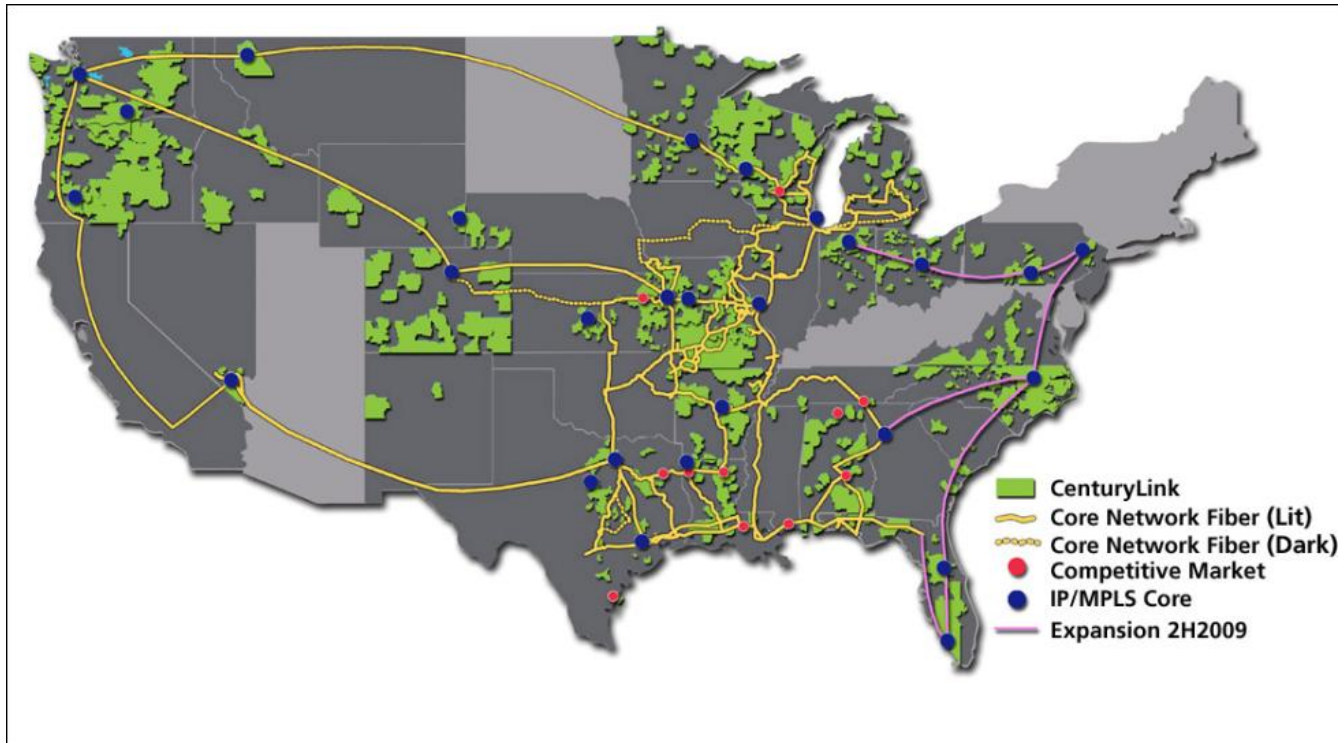 CenturyLink
Core Network Fiber (Lit)
Core Network Fiber (Dark)
Competitive Market
IP/MPLS Core
Expansion 2H2009